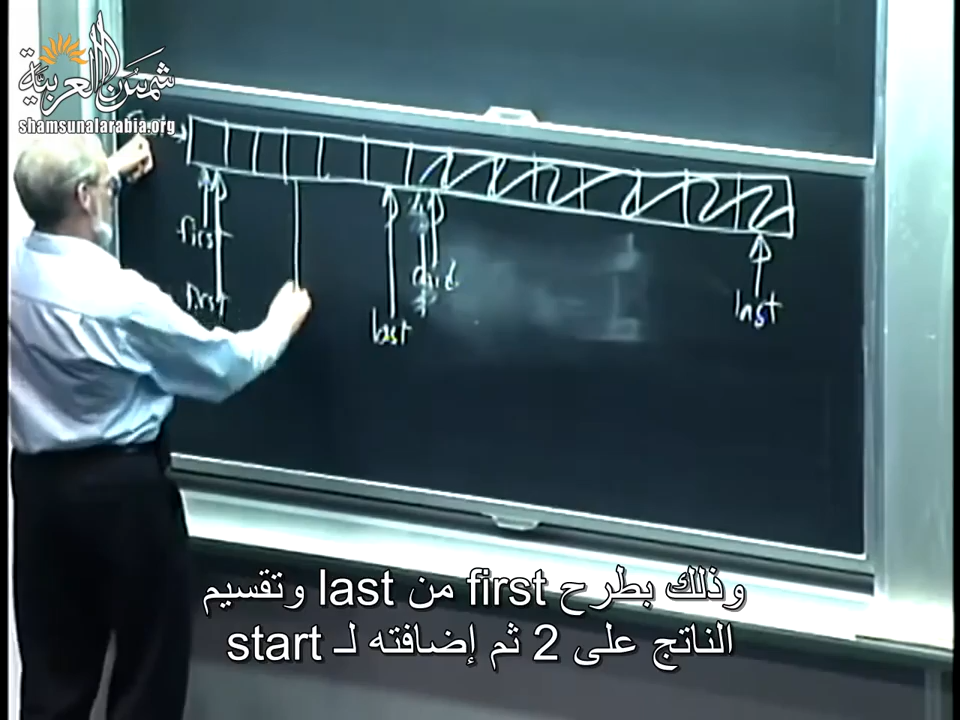 شمس العربية
shamsunalarabia.org
first
first
last
mid
last
وذلك بطرح first من last وتقسيم
الناتج على 2 ثم إضافته لـ start